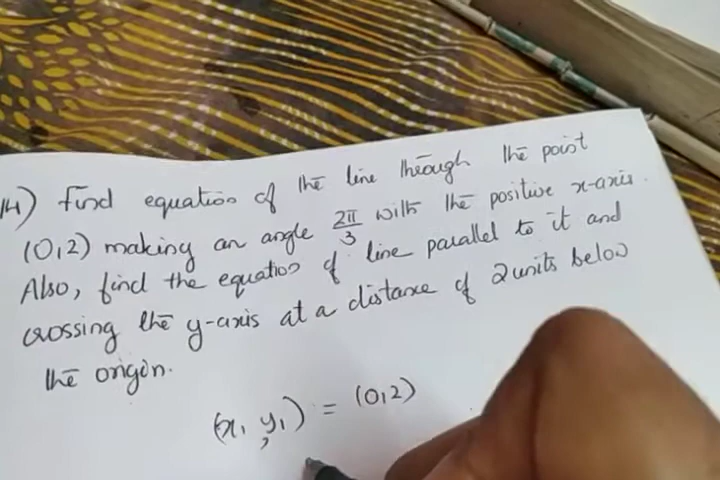 14) Find equation of the line through the point
(0,2) making an angle 2π/3 with the positive x-axis.
Also, find the equation of line parallel to it and
crossing the y-axis at a distance of 2 units below
the origin.
(x1, y1) = (0,2)